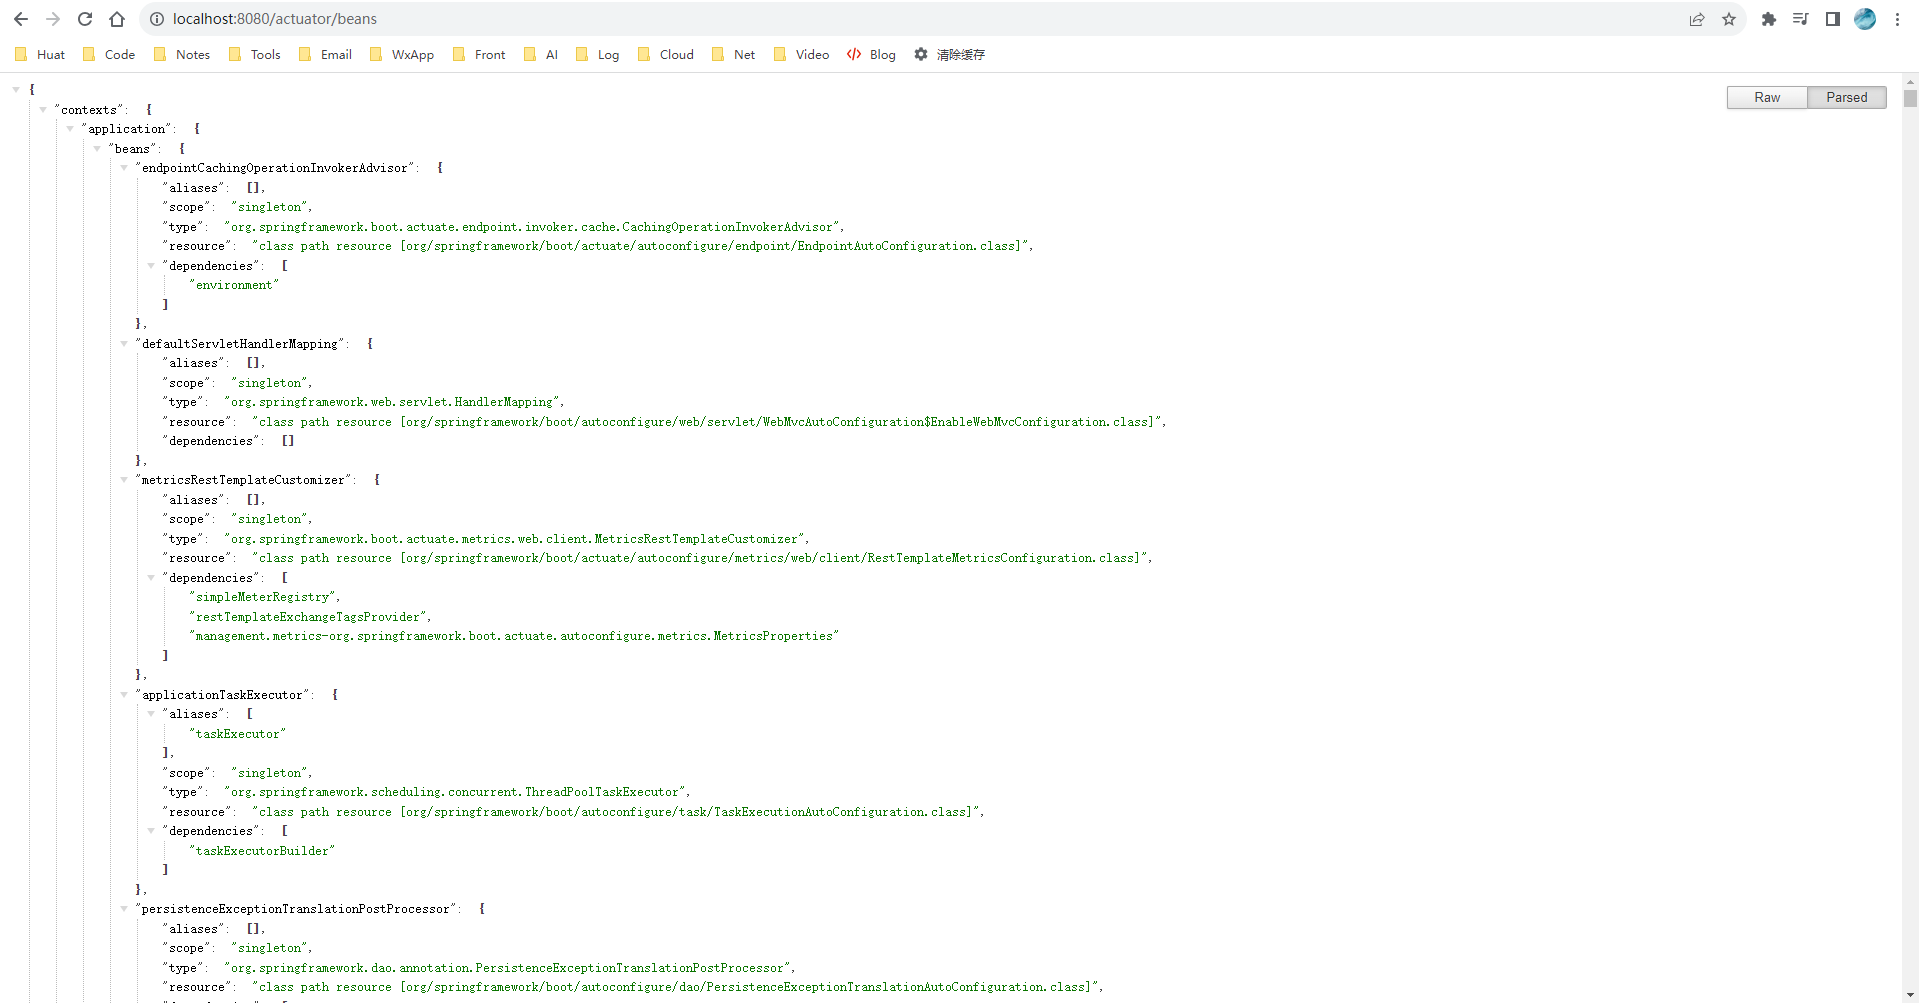 localhost:8080/actuator/beans
Huat Code Notes Tools Email WxApp Front AI Log Cloud Net Video Blog 清除缓存
Raw Parsed
{
"contexts": {
"application": {
"beans": {
"endpointCachingOperationInvokerAdvisor": {
"aliases": [],
"scope": "singleton",
"type": "org.springframework.boot.actuate.endpoint.invoker.cache.CachingOperationInvokerAdvisor",
"resource": "class path resource [org/springframework/boot/actuate/autoconfigure/endpoint/EndpointAutoConfiguration.class]",
"dependencies": [
"environment"
]
},
"defaultServletHandlerMapping": {
"aliases": [],
"scope": "singleton",
"type": "org.springframework.web.servlet.HandlerMapping",
"resource": "class path resource [org/springframework/boot/autoconfigure/web/servlet/WebMvcAutoConfiguration$EnableWebMvcConfiguration.class]",
"dependencies": []
},
"metricsRestTemplateCustomizer": {
"aliases": [],
"scope": "singleton",
"type": "org.springframework.boot.actuate.metrics.web.client.MetricsRestTemplateCustomizer",
"resource": "class path resource [org/springframework/boot/actuate/autoconfigure/metrics/web/client/RestTemplateMetricsConfiguration.class]",
"dependencies": [
"simpleMeterRegistry",
"restTemplateExchangeTagsProvider",
"management.metrics-org.springframework.boot.actuate.autoconfigure.metrics.MetricsProperties"
]
},
"applicationTaskExecutor": {
"aliases": [
"taskExecutor"
],
"scope": "singleton",
"type": "org.springframework.scheduling.concurrent.ThreadPoolTaskExecutor",
"resource": "class path resource [org/springframework/boot/autoconfigure/task/TaskExecutionAutoConfiguration.class]",
"dependencies": [
"taskExecutorBuilder"
]
},
"persistenceExceptionTranslationPostProcessor": {
"aliases": [],
"scope": "singleton",
"type": "org.springframework.dao.annotation.PersistenceExceptionTranslationPostProcessor",
"resource": "class path resource [org/springframework/boot/autoconfigure/dao/PersistenceExceptionTranslationAutoConfiguration.class]",